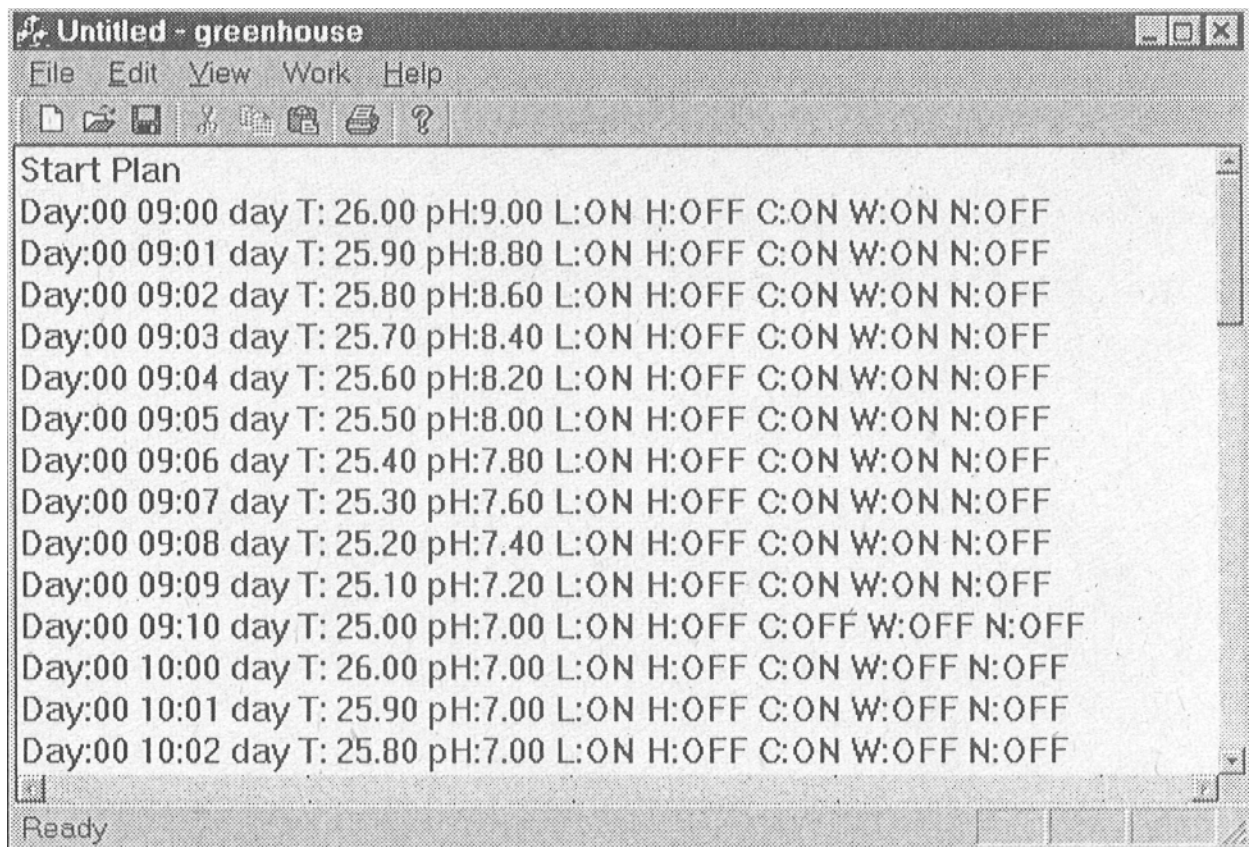 Untitled - greenhouse
File Edit View Work Help
Start Plan
Day:00 09:00 day T: 26.00 pH:9.00 L:ON H:OFF C:ON W:ON N:OFF
Day:00 09:01 day T: 25.90 pH:8.80 L:ON H:OFF C:ON W:ON N:OFF
Day:00 09:02 day T: 25.80 pH:8.60 L:ON H:OFF C:ON W:ON N:OFF
Day:00 09:03 day T: 25.70 pH:8.40 L:ON H:OFF C:ON W:ON N:OFF
Day:00 09:04 day T: 25.60 pH:8.20 L:ON H:OFF C:ON W:ON N:OFF
Day:00 09:05 day T: 25.50 pH:8.00 L:ON H:OFF C:ON W:ON N:OFF
Day:00 09:06 day T: 25.40 pH:7.80 L:ON H:OFF C:ON W:ON N:OFF
Day:00 09:07 day T: 25.30 pH:7.60 L:ON H:OFF C:ON W:ON N:OFF
Day:00 09:08 day T: 25.20 pH:7.40 L:ON H:OFF C:ON W:ON N:OFF
Day:00 09:09 day T: 25.10 pH:7.20 L:ON H:OFF C:ON W:ON N:OFF
Day:00 09:10 day T: 25.00 pH:7.00 L:ON H:OFF C:OFF W:OFF N:OFF
Day:00 10:00 day T: 26.00 pH:7.00 L:ON H:OFF C:ON W:OFF N:OFF
Day:00 10:01 day T: 25.90 pH:7.00 L:ON H:OFF C:ON W:OFF N:OFF
Day:00 10:02 day T: 25.80 pH:7.00 L:ON H:OFF C:ON W:OFF N:OFF
Ready